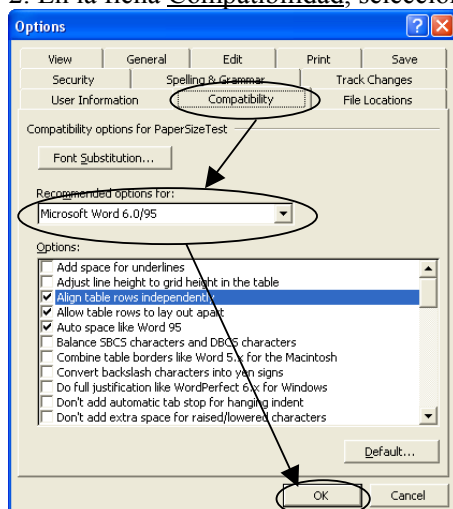 2. En la ficha Compatibilidad, seleccio
Options
View General Edit Print Save
Security Spelling & Grammar Track Changes
User Information Compatibility File Locations
Compatibility options for PaperSizeTest
Font Substitution...
Recommended options for:
Microsoft Word 6.0/95
Options:
Add space for underlines
Adjust line height to grid height in the table
Align table rows independently
Allow table rows to lay out apart
Auto space like Word 95
Balance SBCS characters and DBCS characters
Combine table borders like Word 5.x for the Macintosh
Convert backslash characters into yen signs
Do full justification like WordPerfect 6.x for Windows
Don't add automatic tab stop for hanging indent
Don't add extra space for raised/lowered characters
Default...
OK Cancel